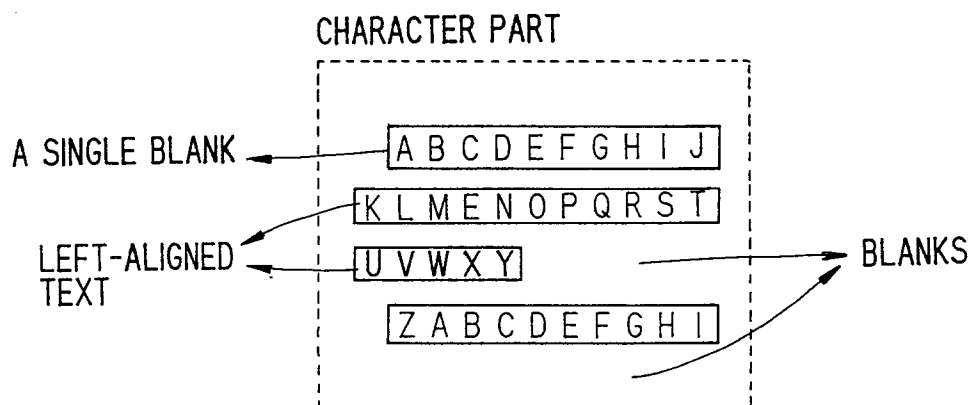 CHARACTER PART
A SINGLE BLANK
A B C D E F G H I J
K L M E N O P Q R S T
LEFT-ALIGNED
TEXT
U V W X Y
BLANKS
Z A B C D E F G H I